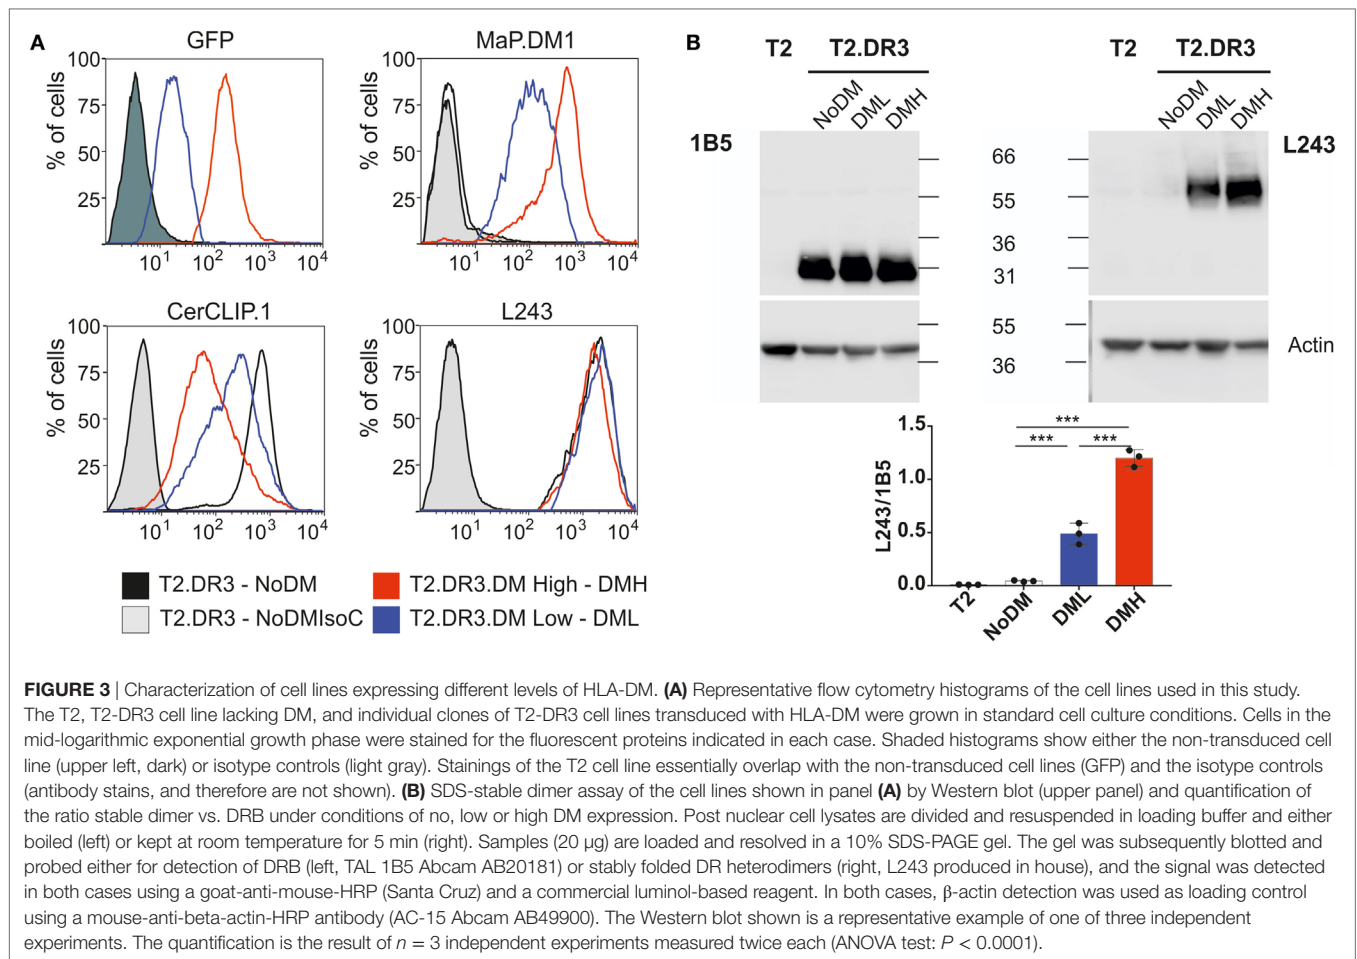 A
GFP
% of cells
100
75
50
25
10¹ 10² 10³ 10⁴
MaP.DM1
% of cells
100
75
50
25
10¹ 10² 10³ 10⁴
CerCLIP.1
% of cells
100
75
50
25
10¹ 10² 10³ 10⁴
L243
% of cells
100
75
50
25
10¹ 10² 10³ 10⁴
T2.DR3 - NoDM
T2.DR3 - NoDMIsoC
T2.DR3.DM High - DMH
T2.DR3.DM Low - DML
B
T2 T2.DR3
NoDM DML DMH
1B5
T2 T2.DR3
NoDM DML DMH
L243
66
55
36
31
55
36
Actin
L243/1B5
1.5
1.0
0.5
0.0
***
*** ***
T2 NoDM DML DMH
FIGURE 3 | Characterization of cell lines expressing different levels of HLA-DM. (A) Representative flow cytometry histograms of the cell lines used in this study.
The T2, T2-DR3 cell line lacking DM, and individual clones of T2-DR3 cell lines transduced with HLA-DM were grown in standard cell culture conditions. Cells in the
mid-logarithmic exponential growth phase were stained for the fluorescent proteins indicated in each case. Shaded histograms show either the non-transduced cell
line (upper left, dark) or isotype controls (light gray). Stainings of the T2 cell line essentially overlap with the non-transduced cell lines (GFP) and the isotype controls
(antibody stains, and therefore are not shown). (B) SDS-stable dimer assay of the cell lines shown in panel (A) by Western blot (upper panel) and quantification of
the ratio stable dimer vs. DRB under conditions of no, low or high DM expression. Post nuclear cell lysates are divided and resuspended in loading buffer and either
boiled (left) or kept at room temperature for 5 min (right). Samples (20 µg) are loaded and resolved in a 10% SDS-PAGE gel. The gel was subsequently blotted and
probed either for detection of DRB (left, TAL 1B5 Abcam AB20181) or stably folded DR heterodimers (right, L243 produced in house), and the signal was detected
in both cases using a goat-anti-mouse-HRP (Santa Cruz) and a commercial luminol-based reagent. In both cases, β-actin detection was used as loading control
using a mouse-anti-beta-actin-HRP antibody (AC-15 Abcam AB49900). The Western blot shown is a representative example of one of three independent
experiments. The quantification is the result of n = 3 independent experiments measured twice each (ANOVA test: P < 0.0001).